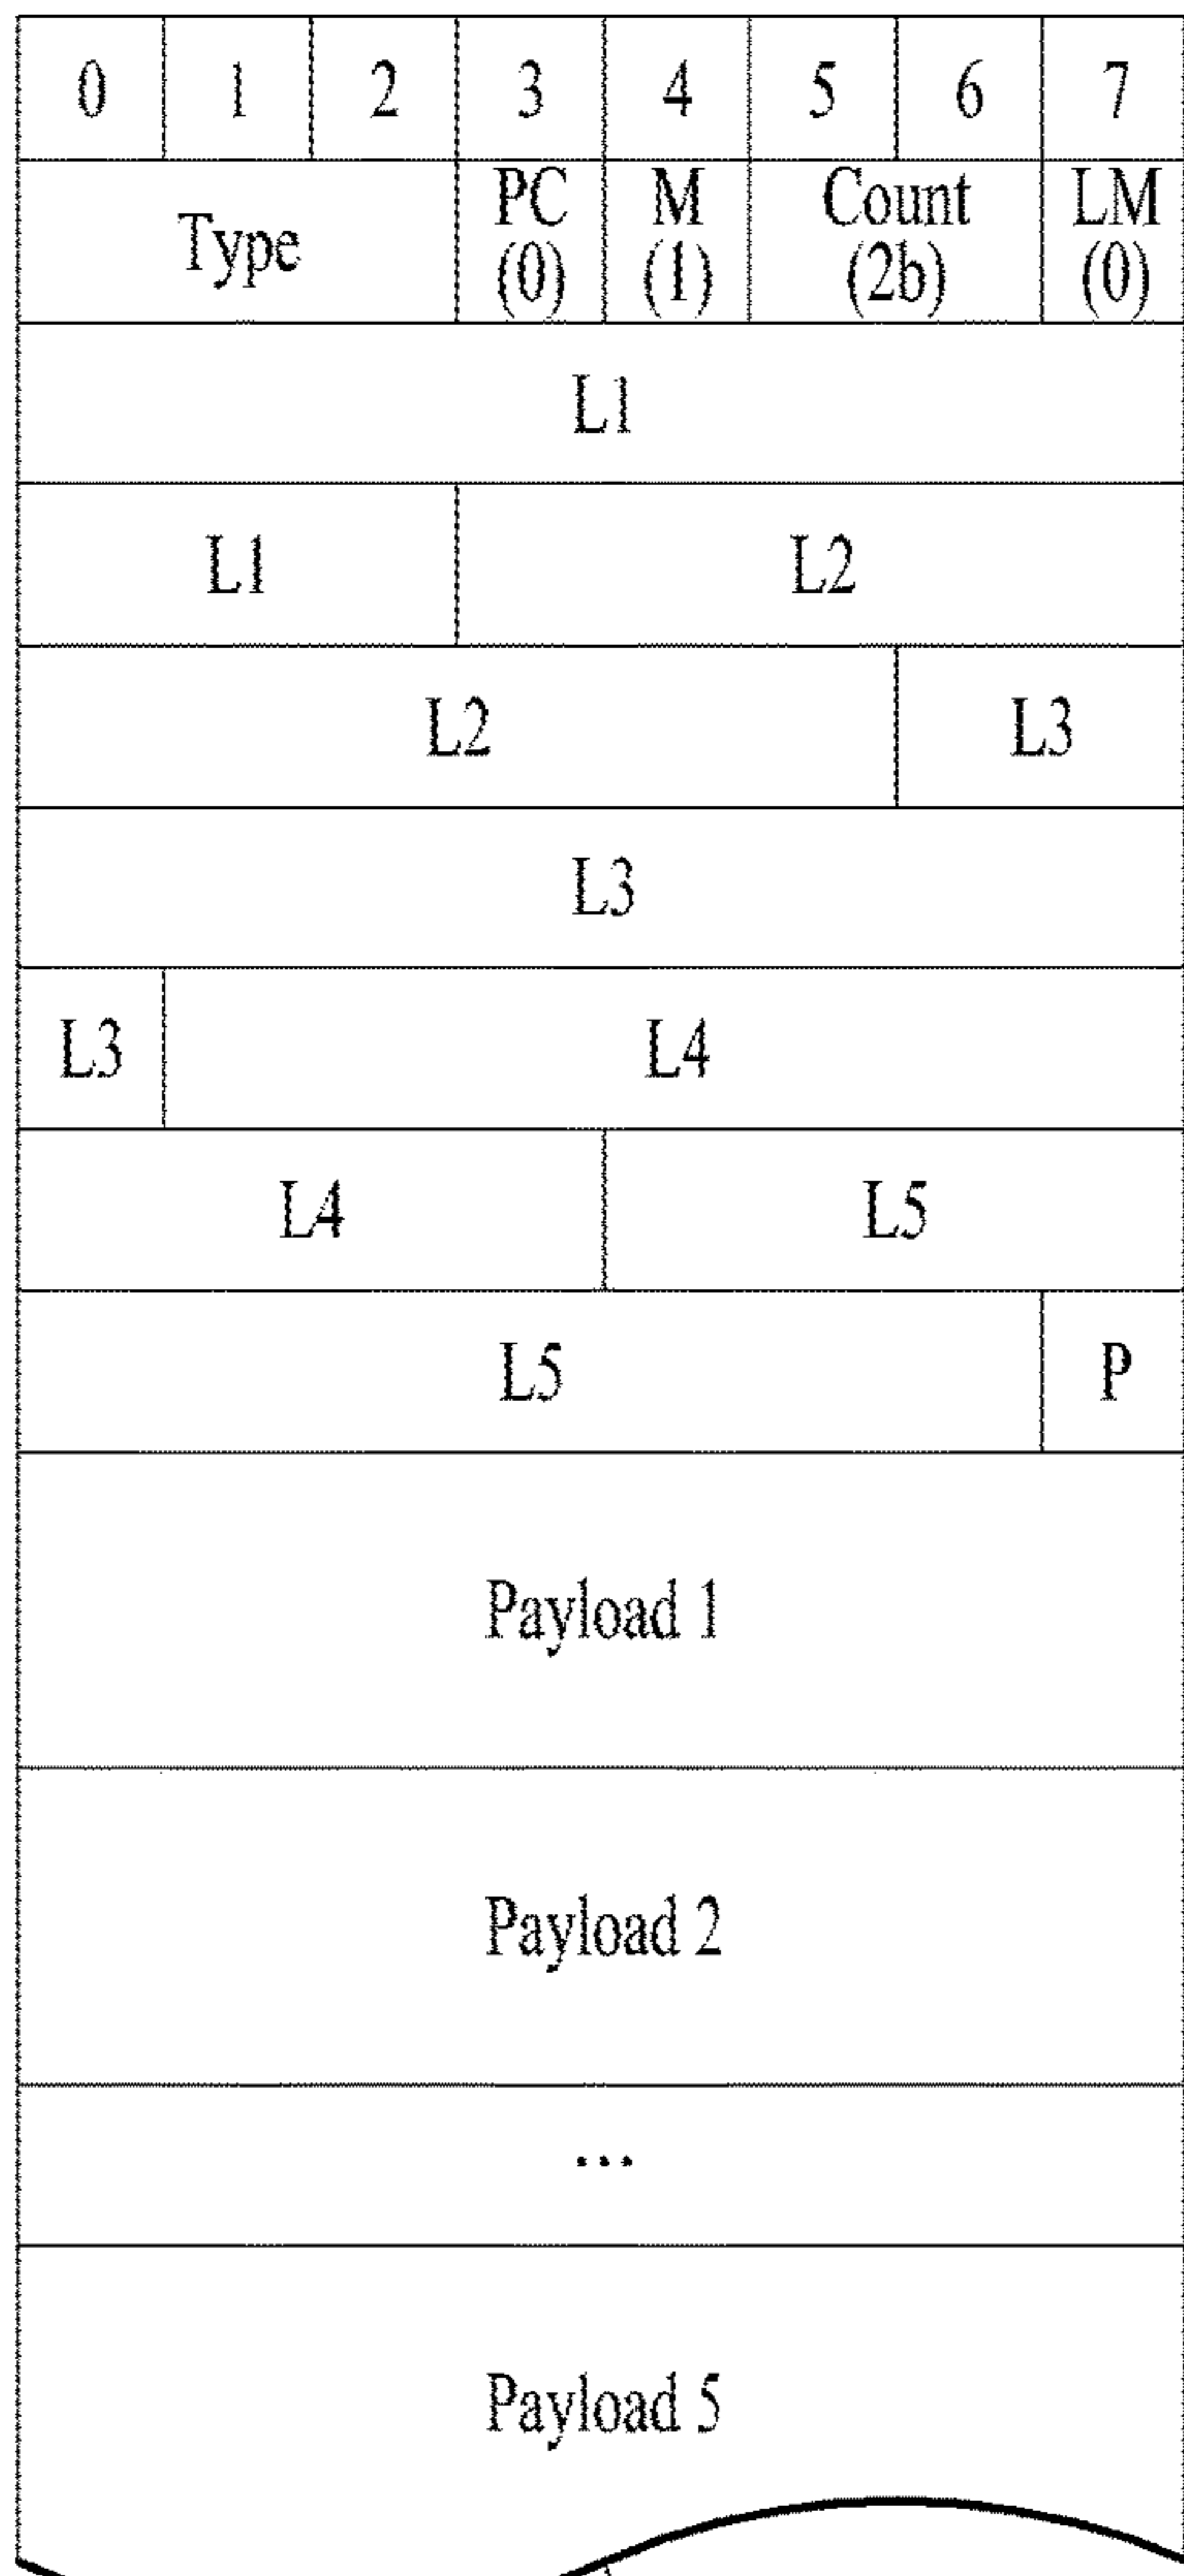 0 1 2 3 4 5 6 7
Type PC (0) M (1) Count (2b) LM (0)
L1
L1 L2
L2 L3
L3
L3 L4
L4 L5
L5 P
Payload 1
Payload 2
...
Payload 5